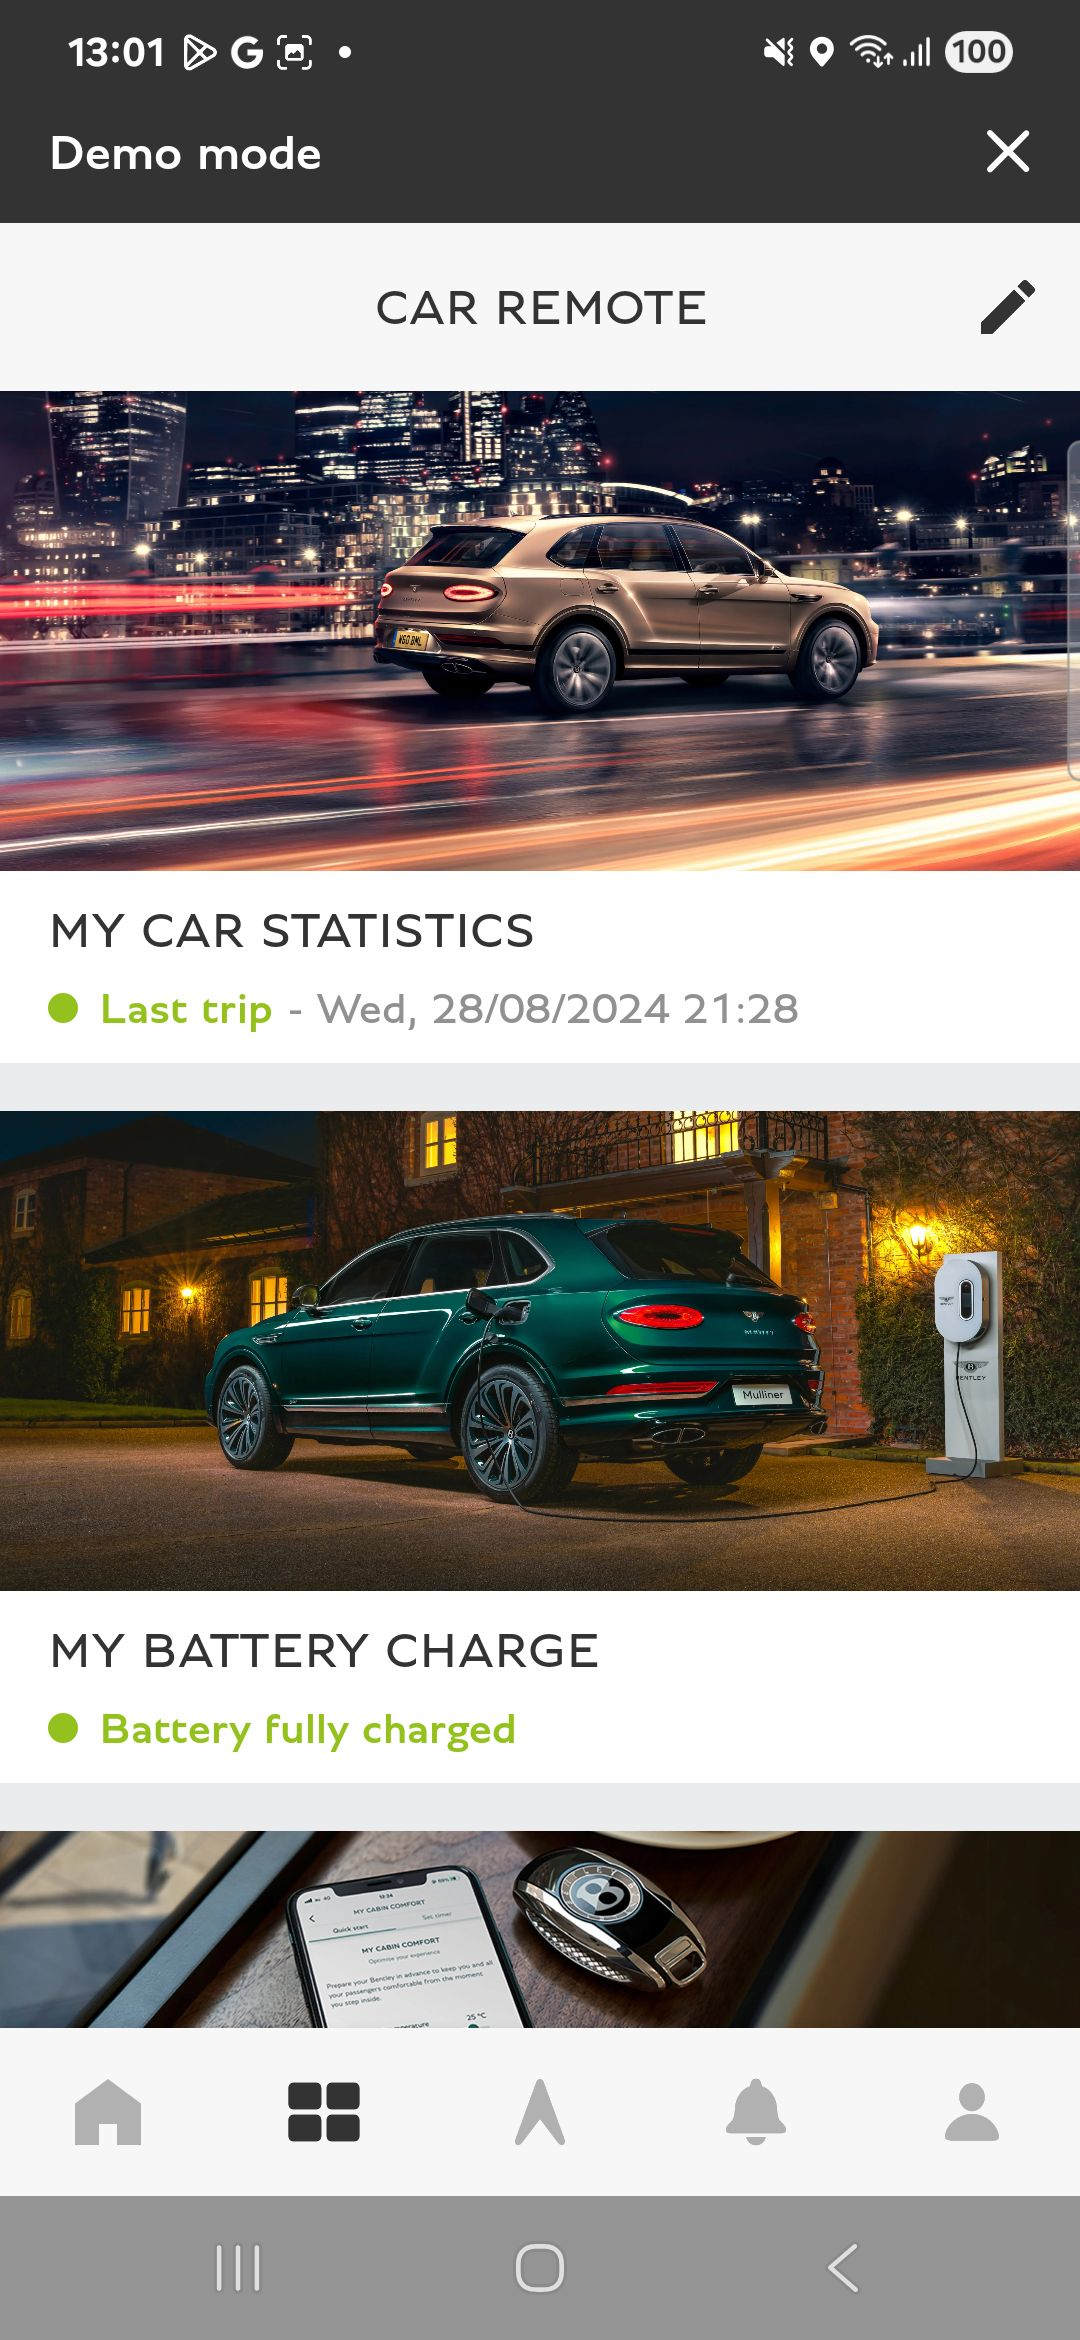 13:01
100
Demo mode
CAR REMOTE
MY CAR STATISTICS
Last trip - Wed, 28/08/2024 21:28
BENTLEY
Mulliner
MY BATTERY CHARGE
Battery fully charged
12:24
MY CABIN COMFORT
Quick start
Set timer
MY CABIN COMFORT
Optimise your experience
Prepare your Bentley in advance to keep you and all
your passengers comfortable from the moment
you step inside.
25 °C